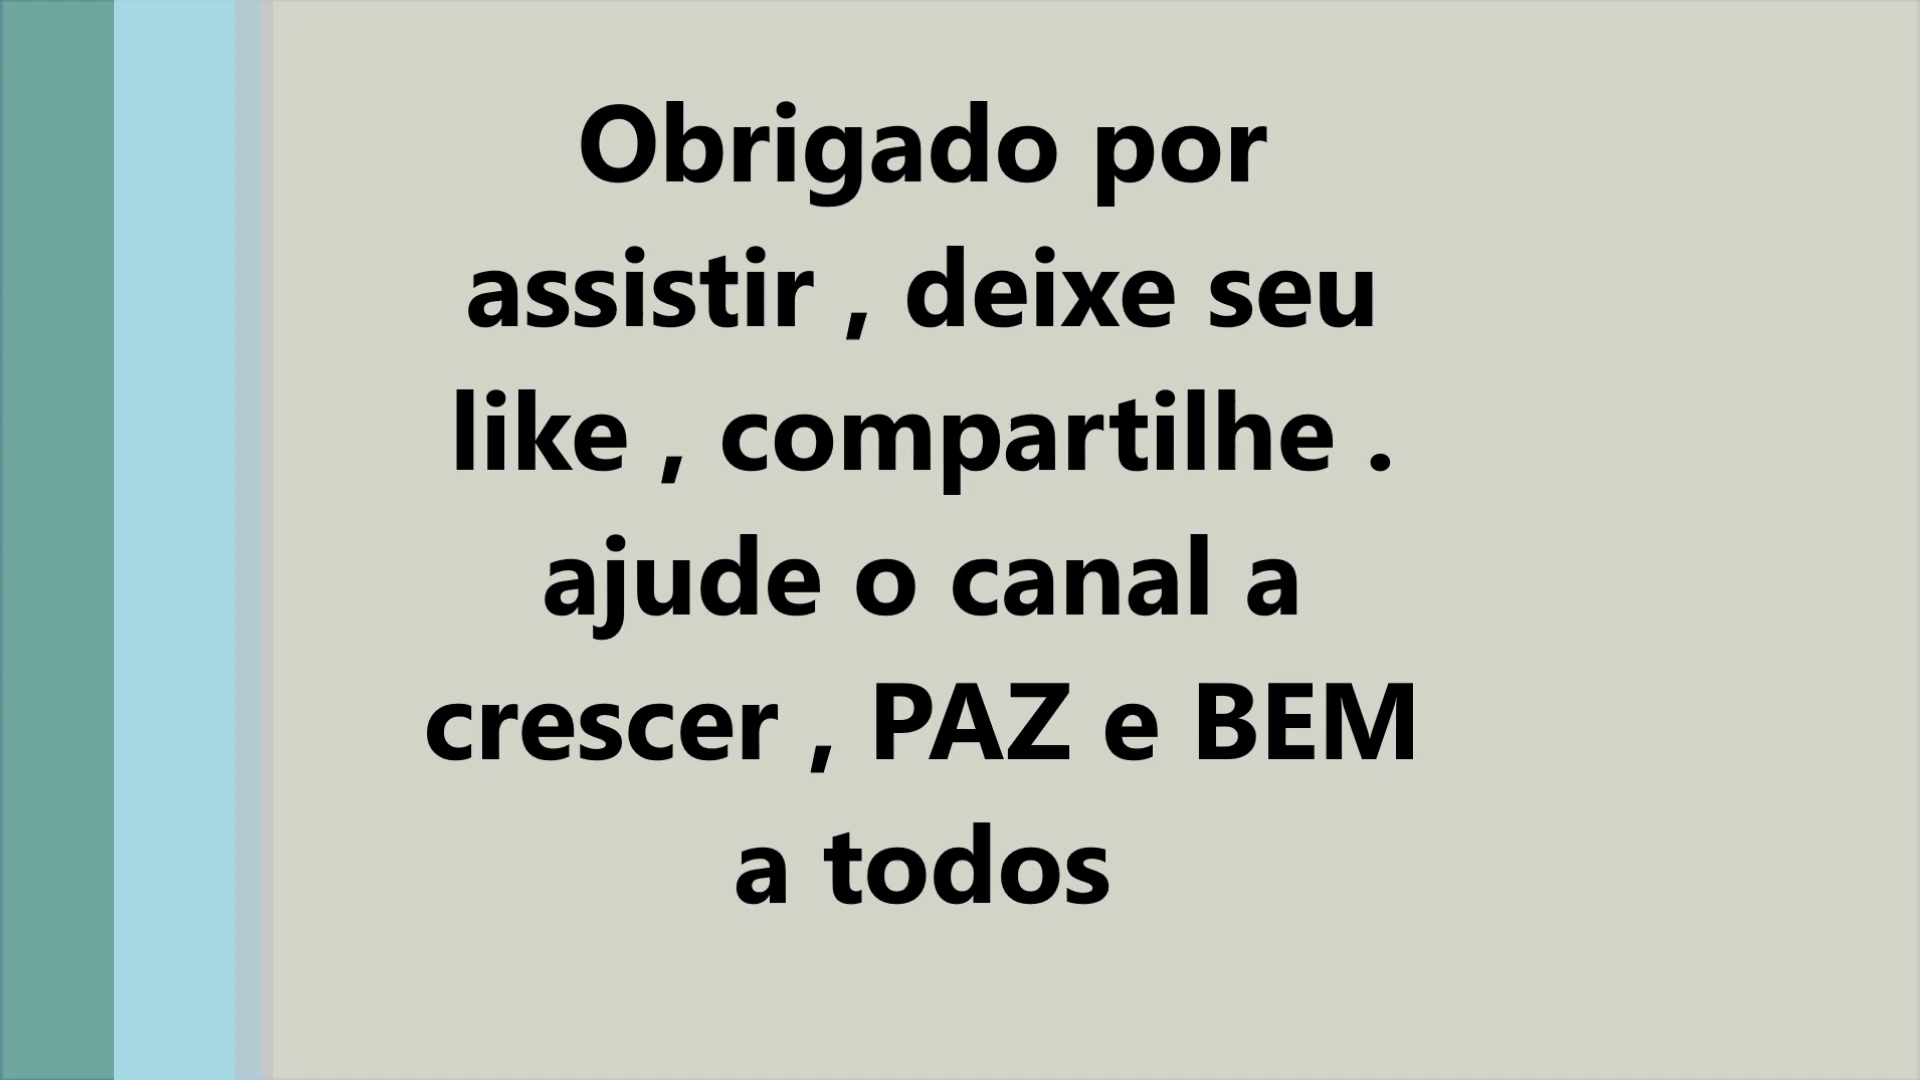 Obrigado por
assistir , deixe seu
like , compartilhe .
ajude o canal a
crescer , PAZ e BEM
a todos